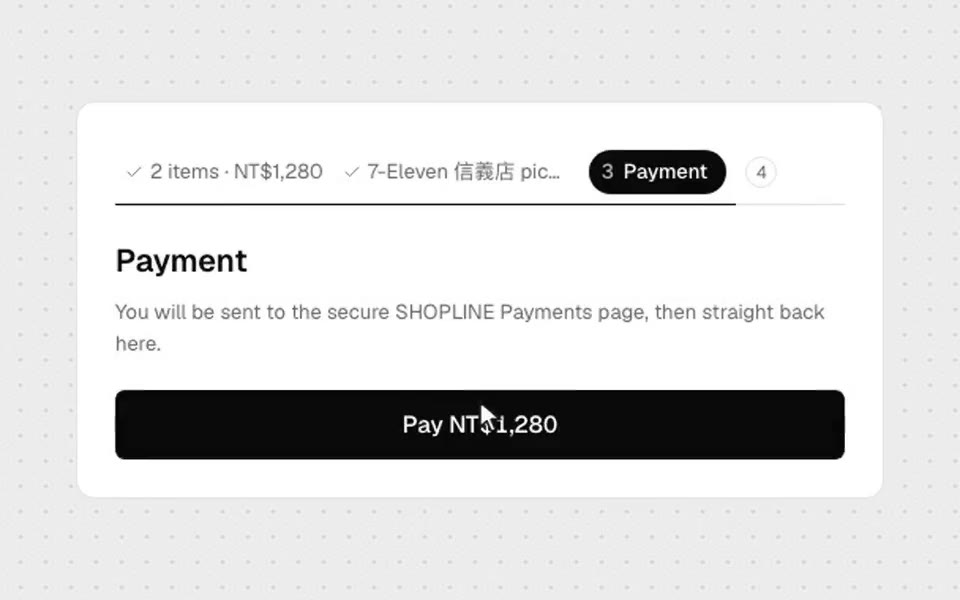 2 items · NT$1,280 7-Eleven 信義店 pic... 3 Payment 4
Payment
You will be sent to the secure SHOPLINE Payments page, then straight back
here.
Pay NT$1,280